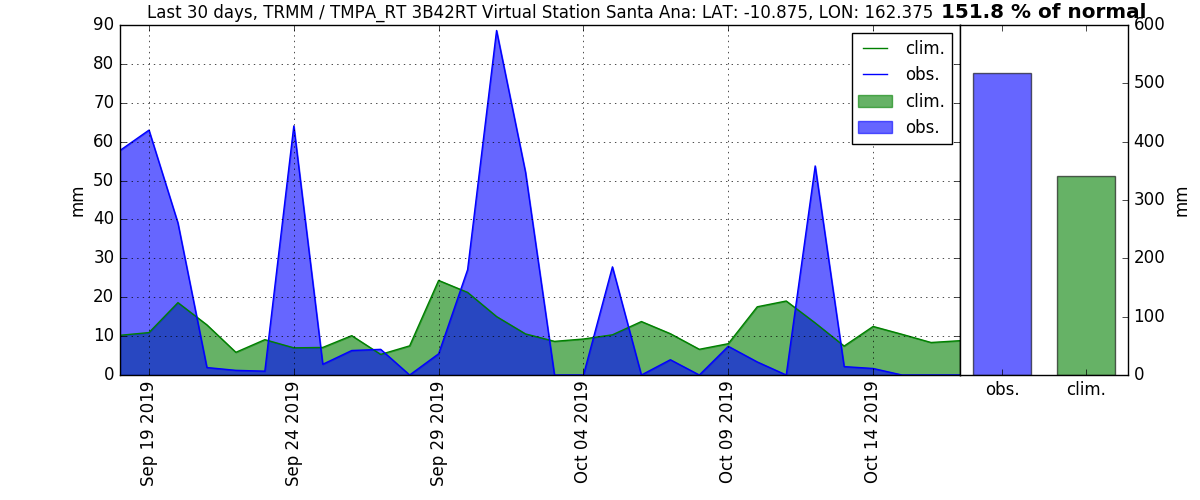 Last 30 days, TRMM / TMPA_RT 3B42RT Virtual Station Santa Ana: LAT: -10.875, LON: 162.375 151.8 % of normal
90
80
70
60
50
40
30
20
10
0
mm
clim.
obs.
clim.
obs.
Sep 19 2019
Sep 24 2019
Sep 29 2019
Oct 04 2019
Oct 09 2019
Oct 14 2019
600
500
400
300
200
100
0
mm
obs.
clim.